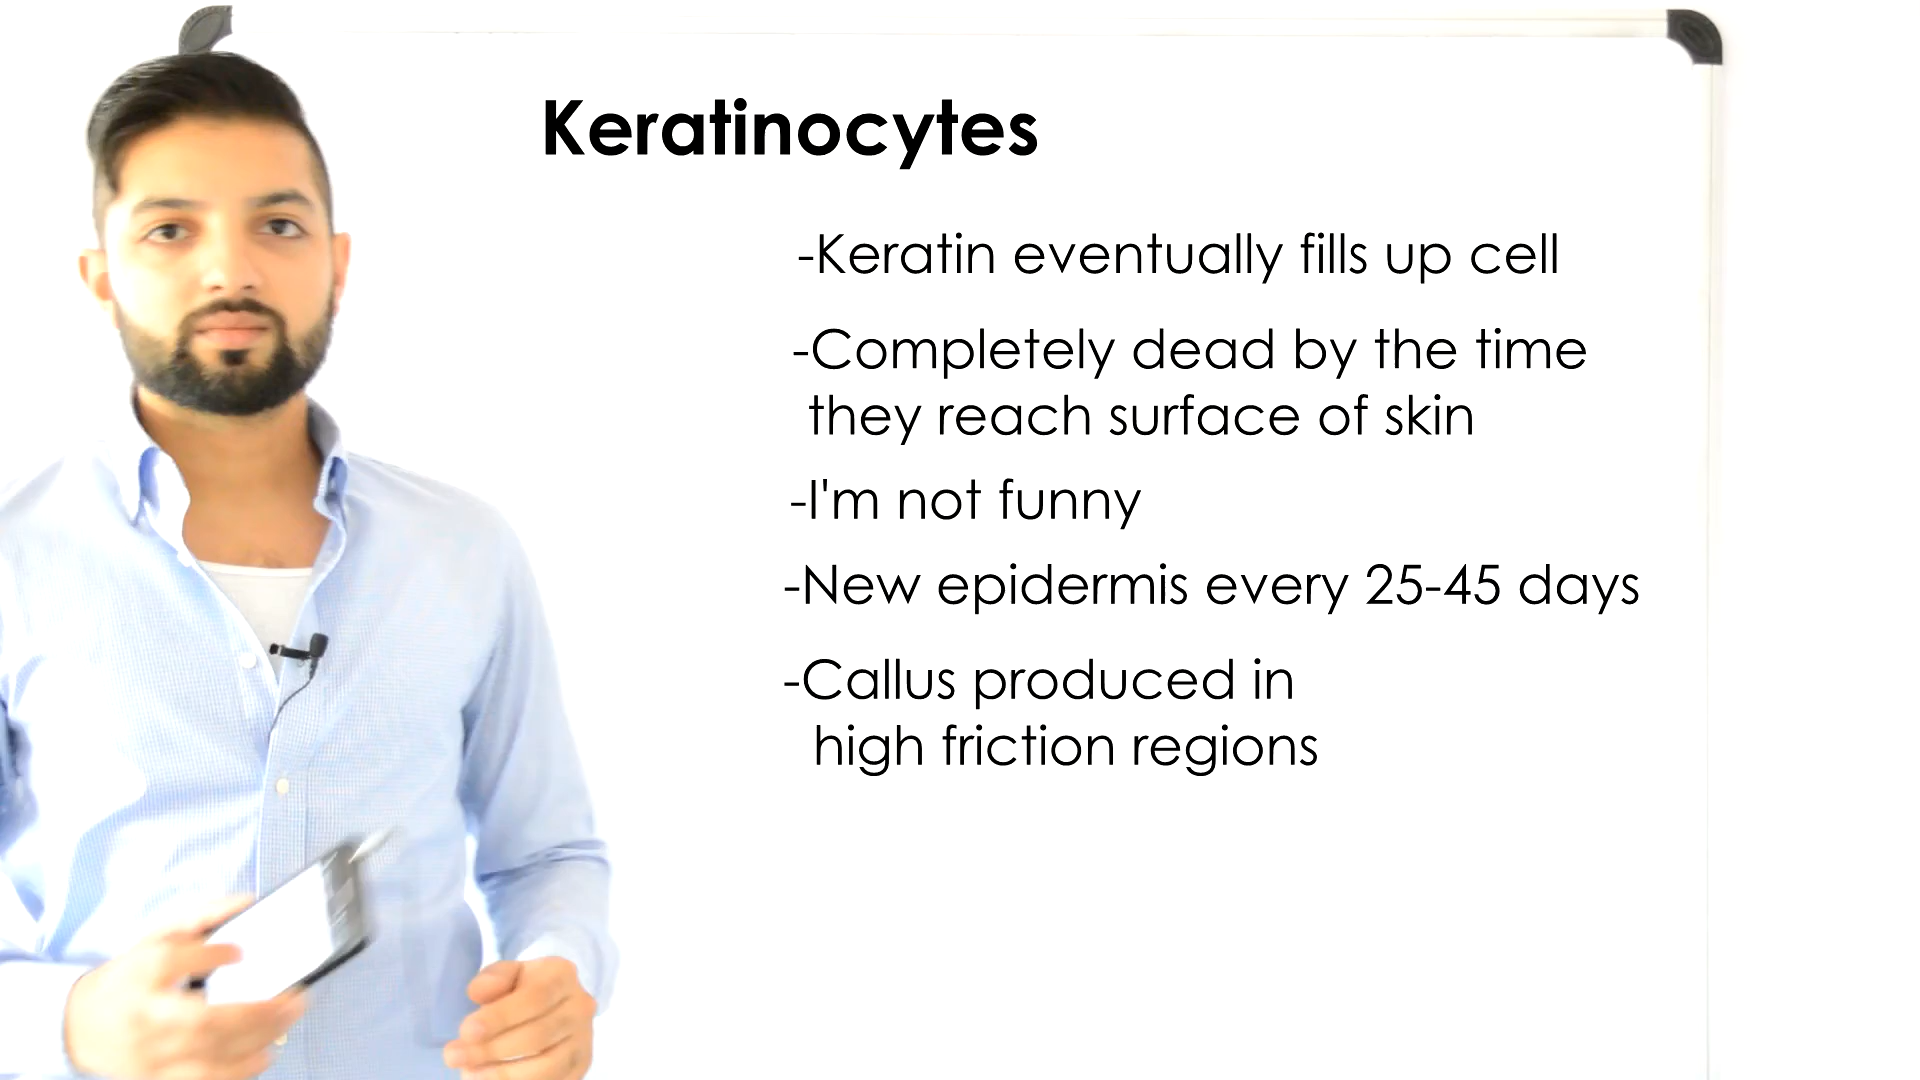 Keratinocytes
-Keratin eventually fills up cell
-Completely dead by the time
they reach surface of skin
-I'm not funny
-New epidermis every 25-45 days
-Callus produced in
high friction regions